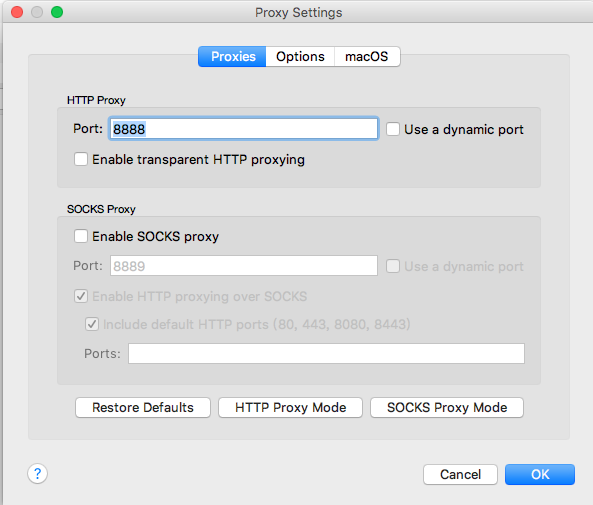 Proxy Settings
Proxies Options macOS
HTTP Proxy
Port: 8888 Use a dynamic port
Enable transparent HTTP proxying
SOCKS Proxy
Enable SOCKS proxy
Port: 8889 Use a dynamic port
Enable HTTP proxying over SOCKS
Include default HTTP ports (80, 443, 8080, 8443)
Ports:
Restore Defaults HTTP Proxy Mode SOCKS Proxy Mode
? Cancel OK